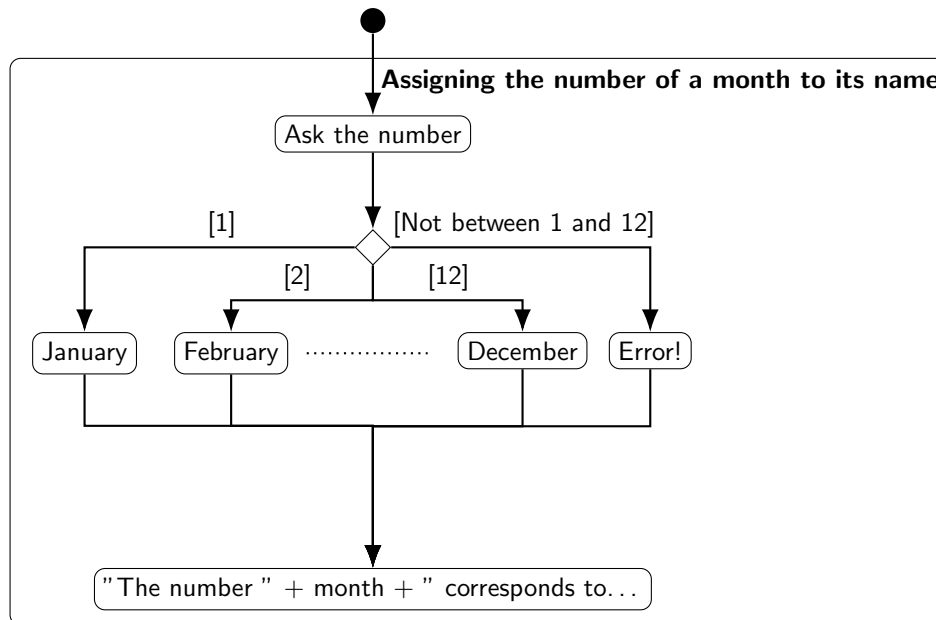 Assigning the number of a month to its name
Ask the number
[1]
[Not between 1 and 12]
[2]
[12]
January
February
December
Error!
”The number ” + month + ” corresponds to...